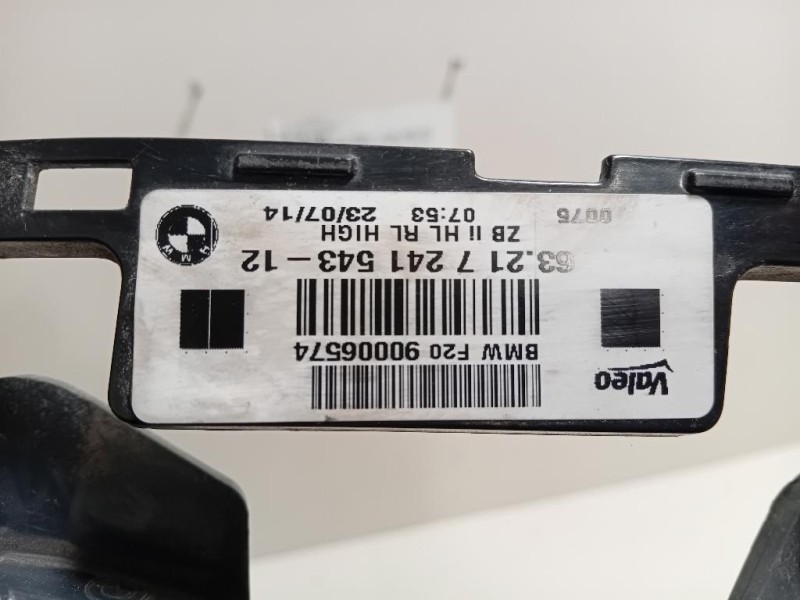 Valeo
BMW F20 90006574
63.21 7 241 543-12
ZB li HL RL HIGH
0075 07:53 23/07/14
BMW